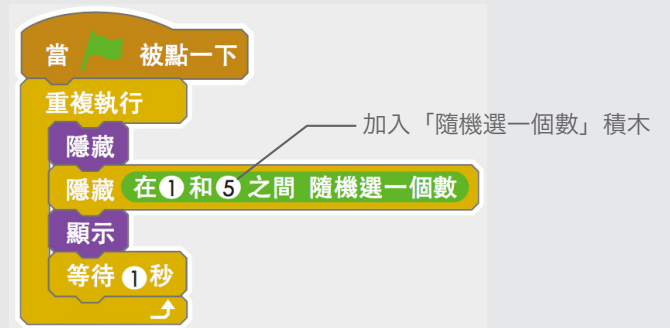 當 被點一下
重複執行
隱藏
隱藏 在 1 和 5 之間 隨機選一個數
顯示
等待 1 秒
加入「隨機選一個數」積木